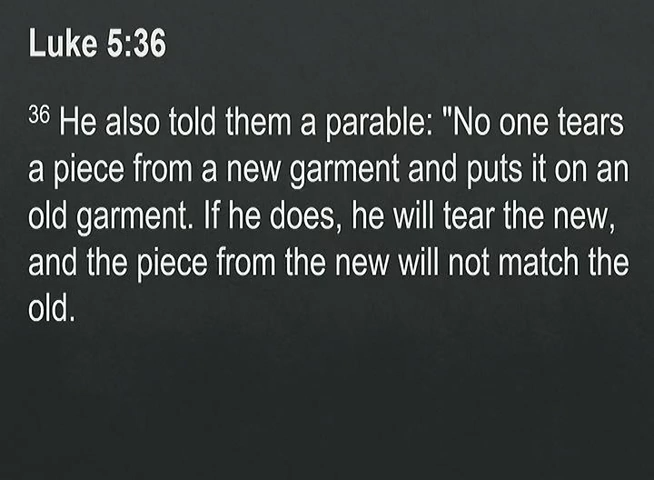 Luke 5:36
36 He also told them a parable: "No one tears
a piece from a new garment and puts it on an
old garment. If he does, he will tear the new,
and the piece from the new will not match the
old.